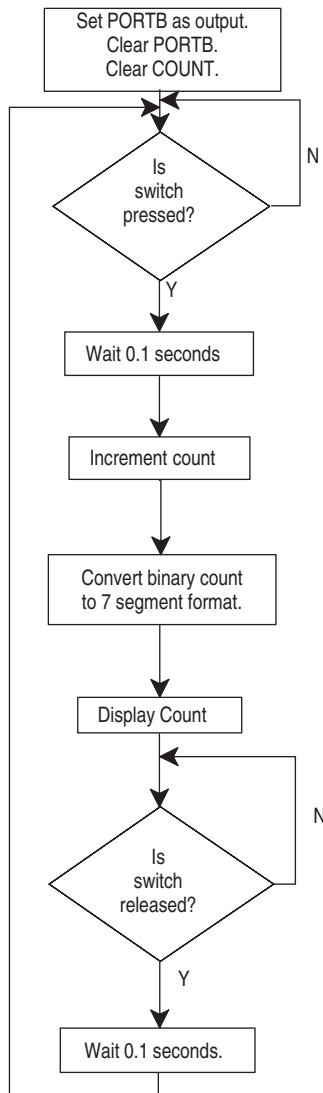 Set PORTB as output.
Clear PORTB.
Clear COUNT.
Is
switch
pressed?
N
Y
Wait 0.1 seconds
Increment count
Convert binary count
to 7 segment format.
Display Count
Is
switch
released?
N
Y
Wait 0.1 seconds.